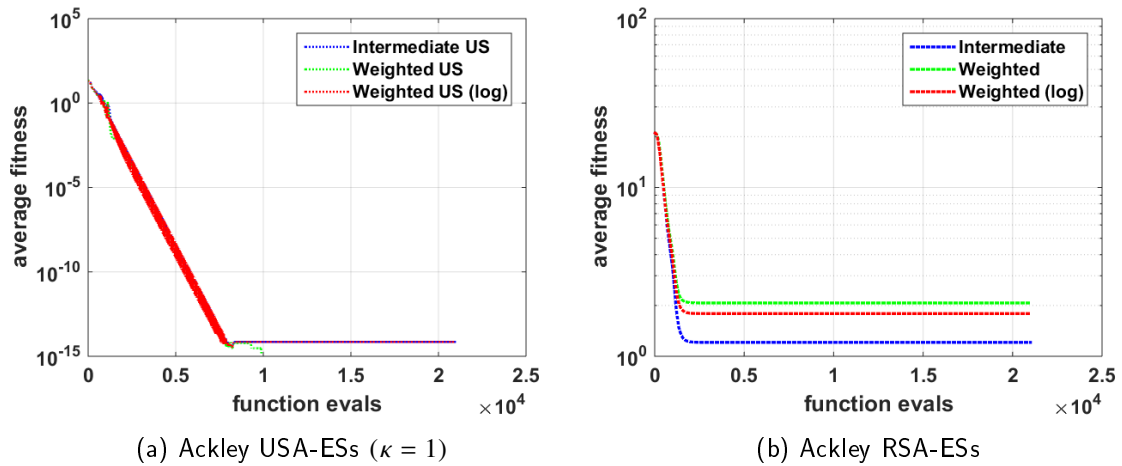 10^5
10^0
10^-5
10^-10
10^-15
average fitness
Intermediate US
Weighted US
Weighted US (log)
0 0.5 1 1.5 2 2.5
function evals
×10^4
(a) Ackley USA-ESs (κ = 1)
10^2
10^1
10^0
average fitness
Intermediate
Weighted
Weighted (log)
0 0.5 1 1.5 2 2.5
function evals
×10^4
(b) Ackley RSA-ESs